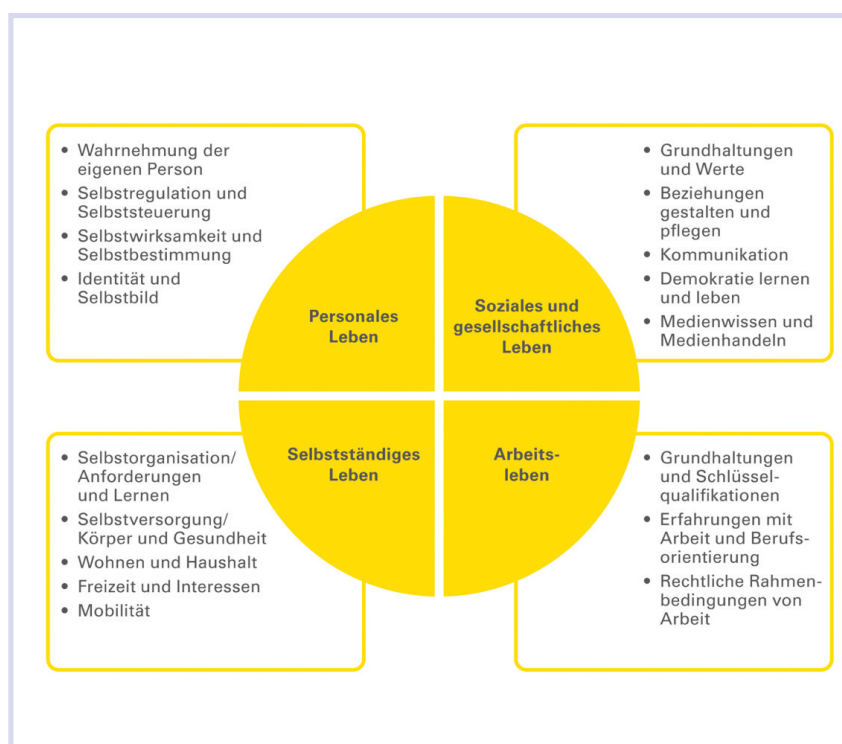 • Wahrnehmung der
eigenen Person
• Selbstregulation und
Selbststeuerung
• Selbstwirksamkeit und
Selbstbestimmung
• Identität und
Selbstbild
• Grundhaltungen
und Werte
• Beziehungen
gestalten und
pflegen
• Kommunikation
• Demokratie lernen
und leben
• Medienwissen und
Medienhandeln
Personales
Leben
Soziales und
gesellschaftliches
Leben
Selbstständiges
Leben
Arbeits-
leben
• Selbstorganisation/
Anforderungen
und Lernen
• Selbstversorgung/
Körper und Gesundheit
• Wohnen und Haushalt
• Freizeit und Interessen
• Mobilität
• Grundhaltungen
und Schlüssel-
qualifikationen
• Erfahrungen mit
Arbeit und Berufs-
orientierung
• Rechtliche Rahmen-
bedingungen von
Arbeit